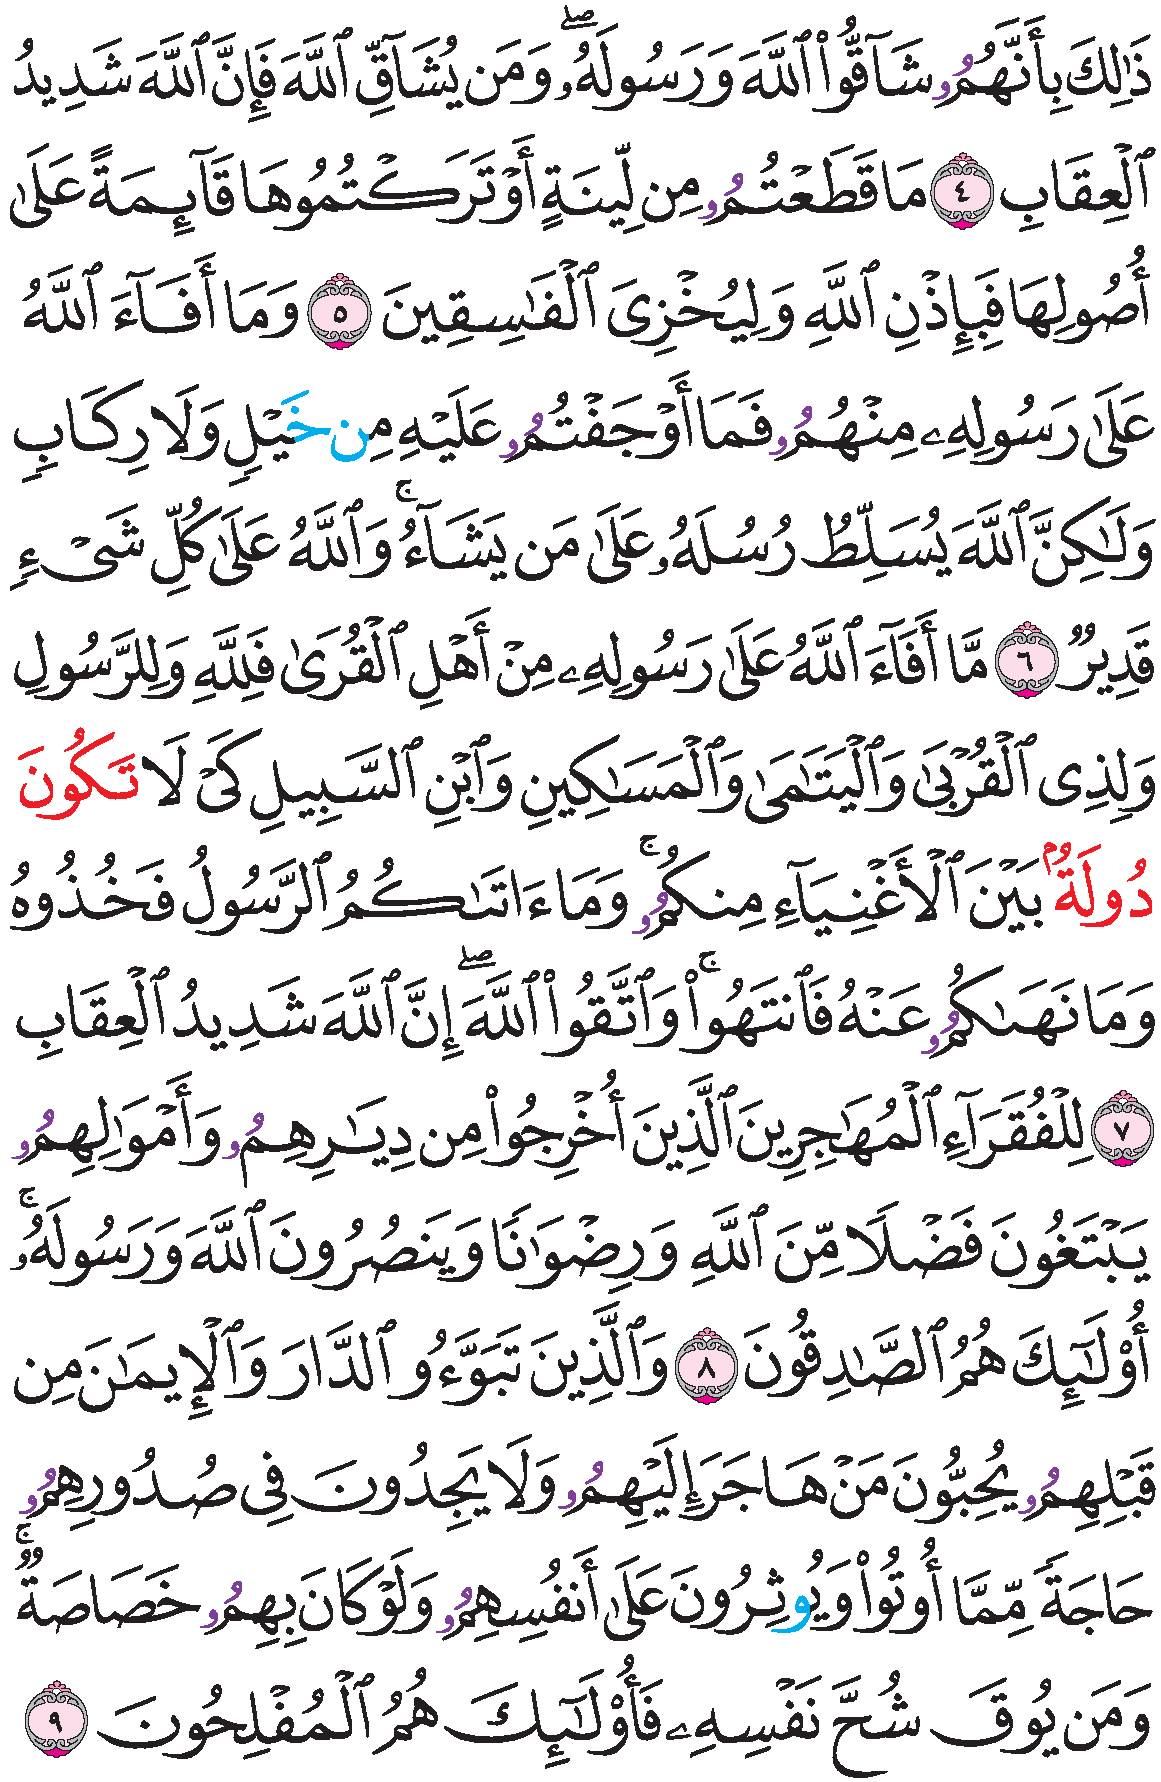 ذَٰلِكَ بِأَنَّهُمُۥ شَآقُّواْ ٱللَّهَ وَرَسُولَهُۥۖ وَمَن يُشَآقِّ ٱللَّهَ فَإِنَّ ٱللَّهَ شَدِيدُ
ٱلْعِقَابِ ٤ مَا قَطَعْتُمُۥ مِن لِّينَةٍ أَوْ تَرَكْتُمُوهَا قَآئِمَةً عَلَىٰٓ
أُصُولِهَا فَبِإِذْنِ ٱللَّهِ وَلِيُخْزِىَ ٱلْفَٰسِقِينَ ٥ وَمَا أَفَآءَ ٱللَّهُ
عَلَىٰ رَسُولِهِۦ مِنْهُمُۥ فَمَا أَوْجَفْتُمُۥ عَلَيْهِ مِن خَيْلٍ وَلَا رِكَابٍ
وَلَٰكِنَّ ٱللَّهَ يُسَلِّطُ رُسُلَهُۥ عَلَىٰ مَن يَشَآءُۚ وَٱللَّهُ عَلَىٰ كُلِّ شَىْءٍ
قَدِيرٌ ٦ مَّا أَفَآءَ ٱللَّهُ عَلَىٰ رَسُولِهِۦ مِنْ أَهْلِ ٱلْقُرَىٰ فَلِلَّهِ وَلِلرَّسُولِ
وَلِذِى ٱلْقُرْبَىٰ وَٱلْيَتَٰمَىٰ وَٱلْمَسَٰكِينِ وَٱبْنِ ٱلسَّبِيلِ كَىْ لَا تَكُونَ
دُولَةُۢ بَيْنَ ٱلْأَغْنِيَآءِ مِنكُمُۥۚ وَمَا ءَاتَىٰكُمُ ٱلرَّسُولُ فَخُذُوهُ
وَمَا نَهَىٰكُمُۥ عَنْهُ فَٱنتَهُواْۚ وَٱتَّقُواْ ٱللَّهَۖ إِنَّ ٱللَّهَ شَدِيدُ ٱلْعِقَابِ
٧ لِلْفُقَرَآءِ ٱلْمُهَٰجِرِينَ ٱلَّذِينَ أُخْرِجُواْ مِن دِيَٰرِهِمُۥ وَأَمْوَٰلِهِمُۥ
يَبْتَغُونَ فَضْلًا مِّنَ ٱللَّهِ وَرِضْوَٰنًا وَيَنصُرُونَ ٱللَّهَ وَرَسُولَهُۥۚ
أُوْلَٰٓئِكَ هُمُ ٱلصَّٰدِقُونَ ٨ وَٱلَّذِينَ تَبَوَّءُو ٱلدَّارَ وَٱلْإِيمَٰنَ مِن
قَبْلِهِمُۥ يُحِبُّونَ مَنْ هَاجَرَ إِلَيْهِمُۥ وَلَا يَجِدُونَ فِى صُدُورِهِمُۥ
حَاجَةً مِّمَّا أُوتُواْ وَيُوثِرُونَ عَلَىٰ أَنفُسِهِمُۥ وَلَوْ كَانَ بِهِمُۥ خَصَاصَةٌۚ
وَمَن يُوقَ شُحَّ نَفْسِهِۦ فَأُوْلَٰٓئِكَ هُمُ ٱلْمُفْلِحُونَ ٩